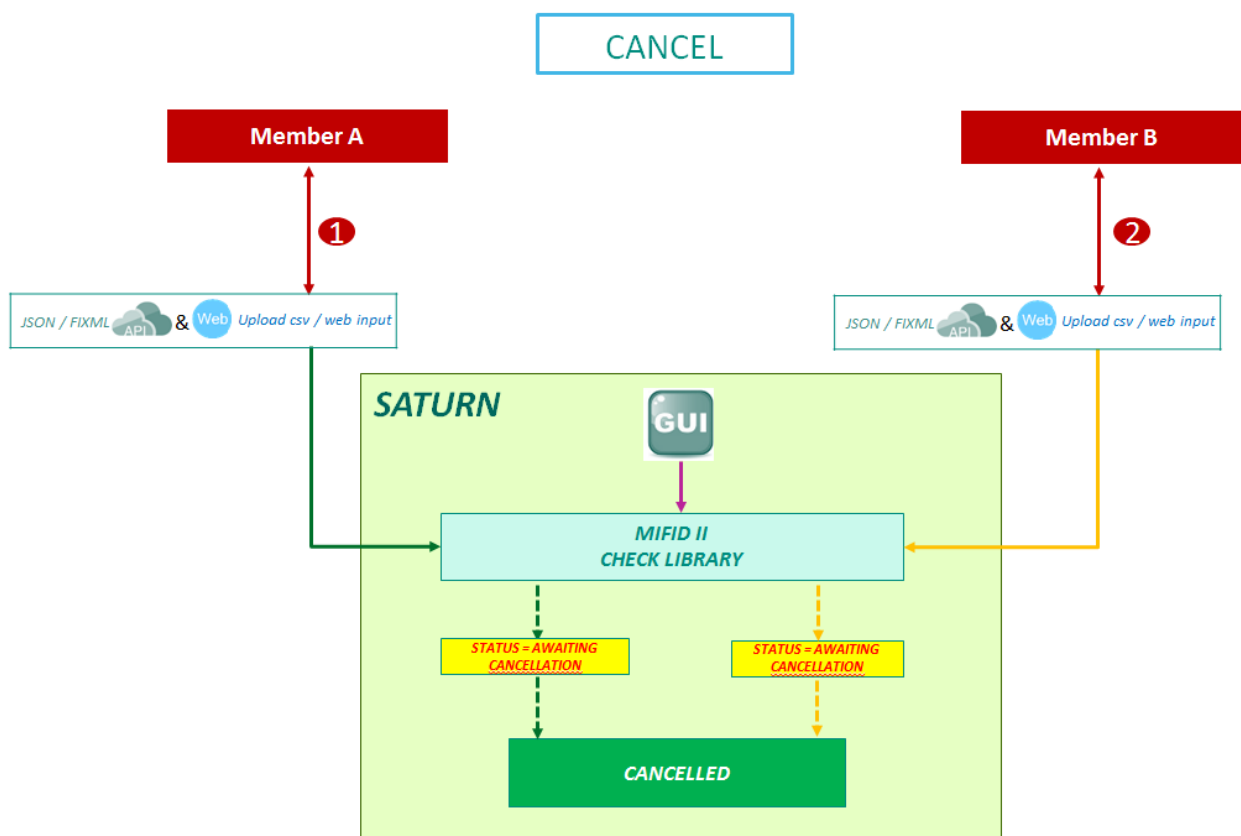 CANCEL
Member A
Member B
1
2
JSON / FIXML API & Web Upload csv / web input
JSON / FIXML API & Web Upload csv / web input
SATURN
GUI
MIFID II
CHECK LIBRARY
STATUS = AWAITING
CANCELLATION
STATUS = AWAITING
CANCELLATION
CANCELLED